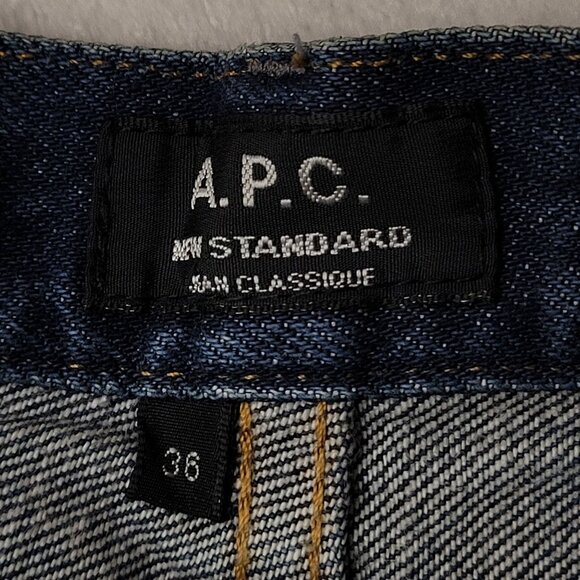 A.P.C.
NEW STANDARD
JEAN CLASSIQUE
36